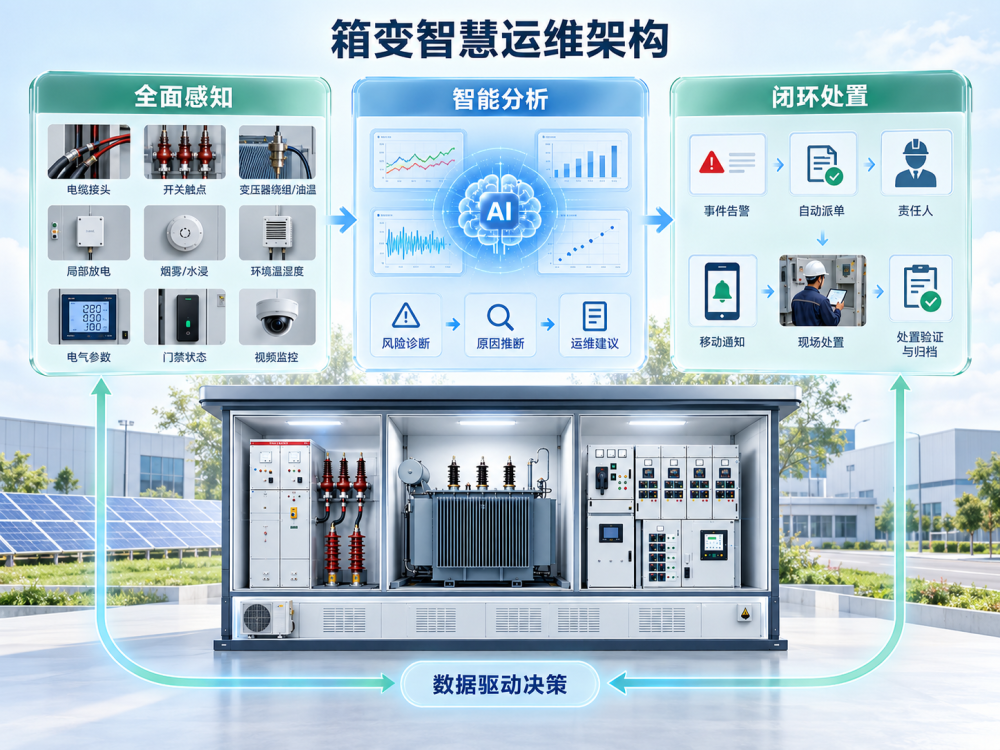 箱变智慧运维架构
全面感知
电缆接头
开关触点
变压器绕组/油温
局部放电
烟雾/水浸
环境温湿度
电气参数
门禁状态
视频监控
智能分析
AI
风险诊断
原因推断
运维建议
闭环处置
事件告警
自动派单
责任人
移动通知
现场处置
处置验证
与归档
数据驱动决策